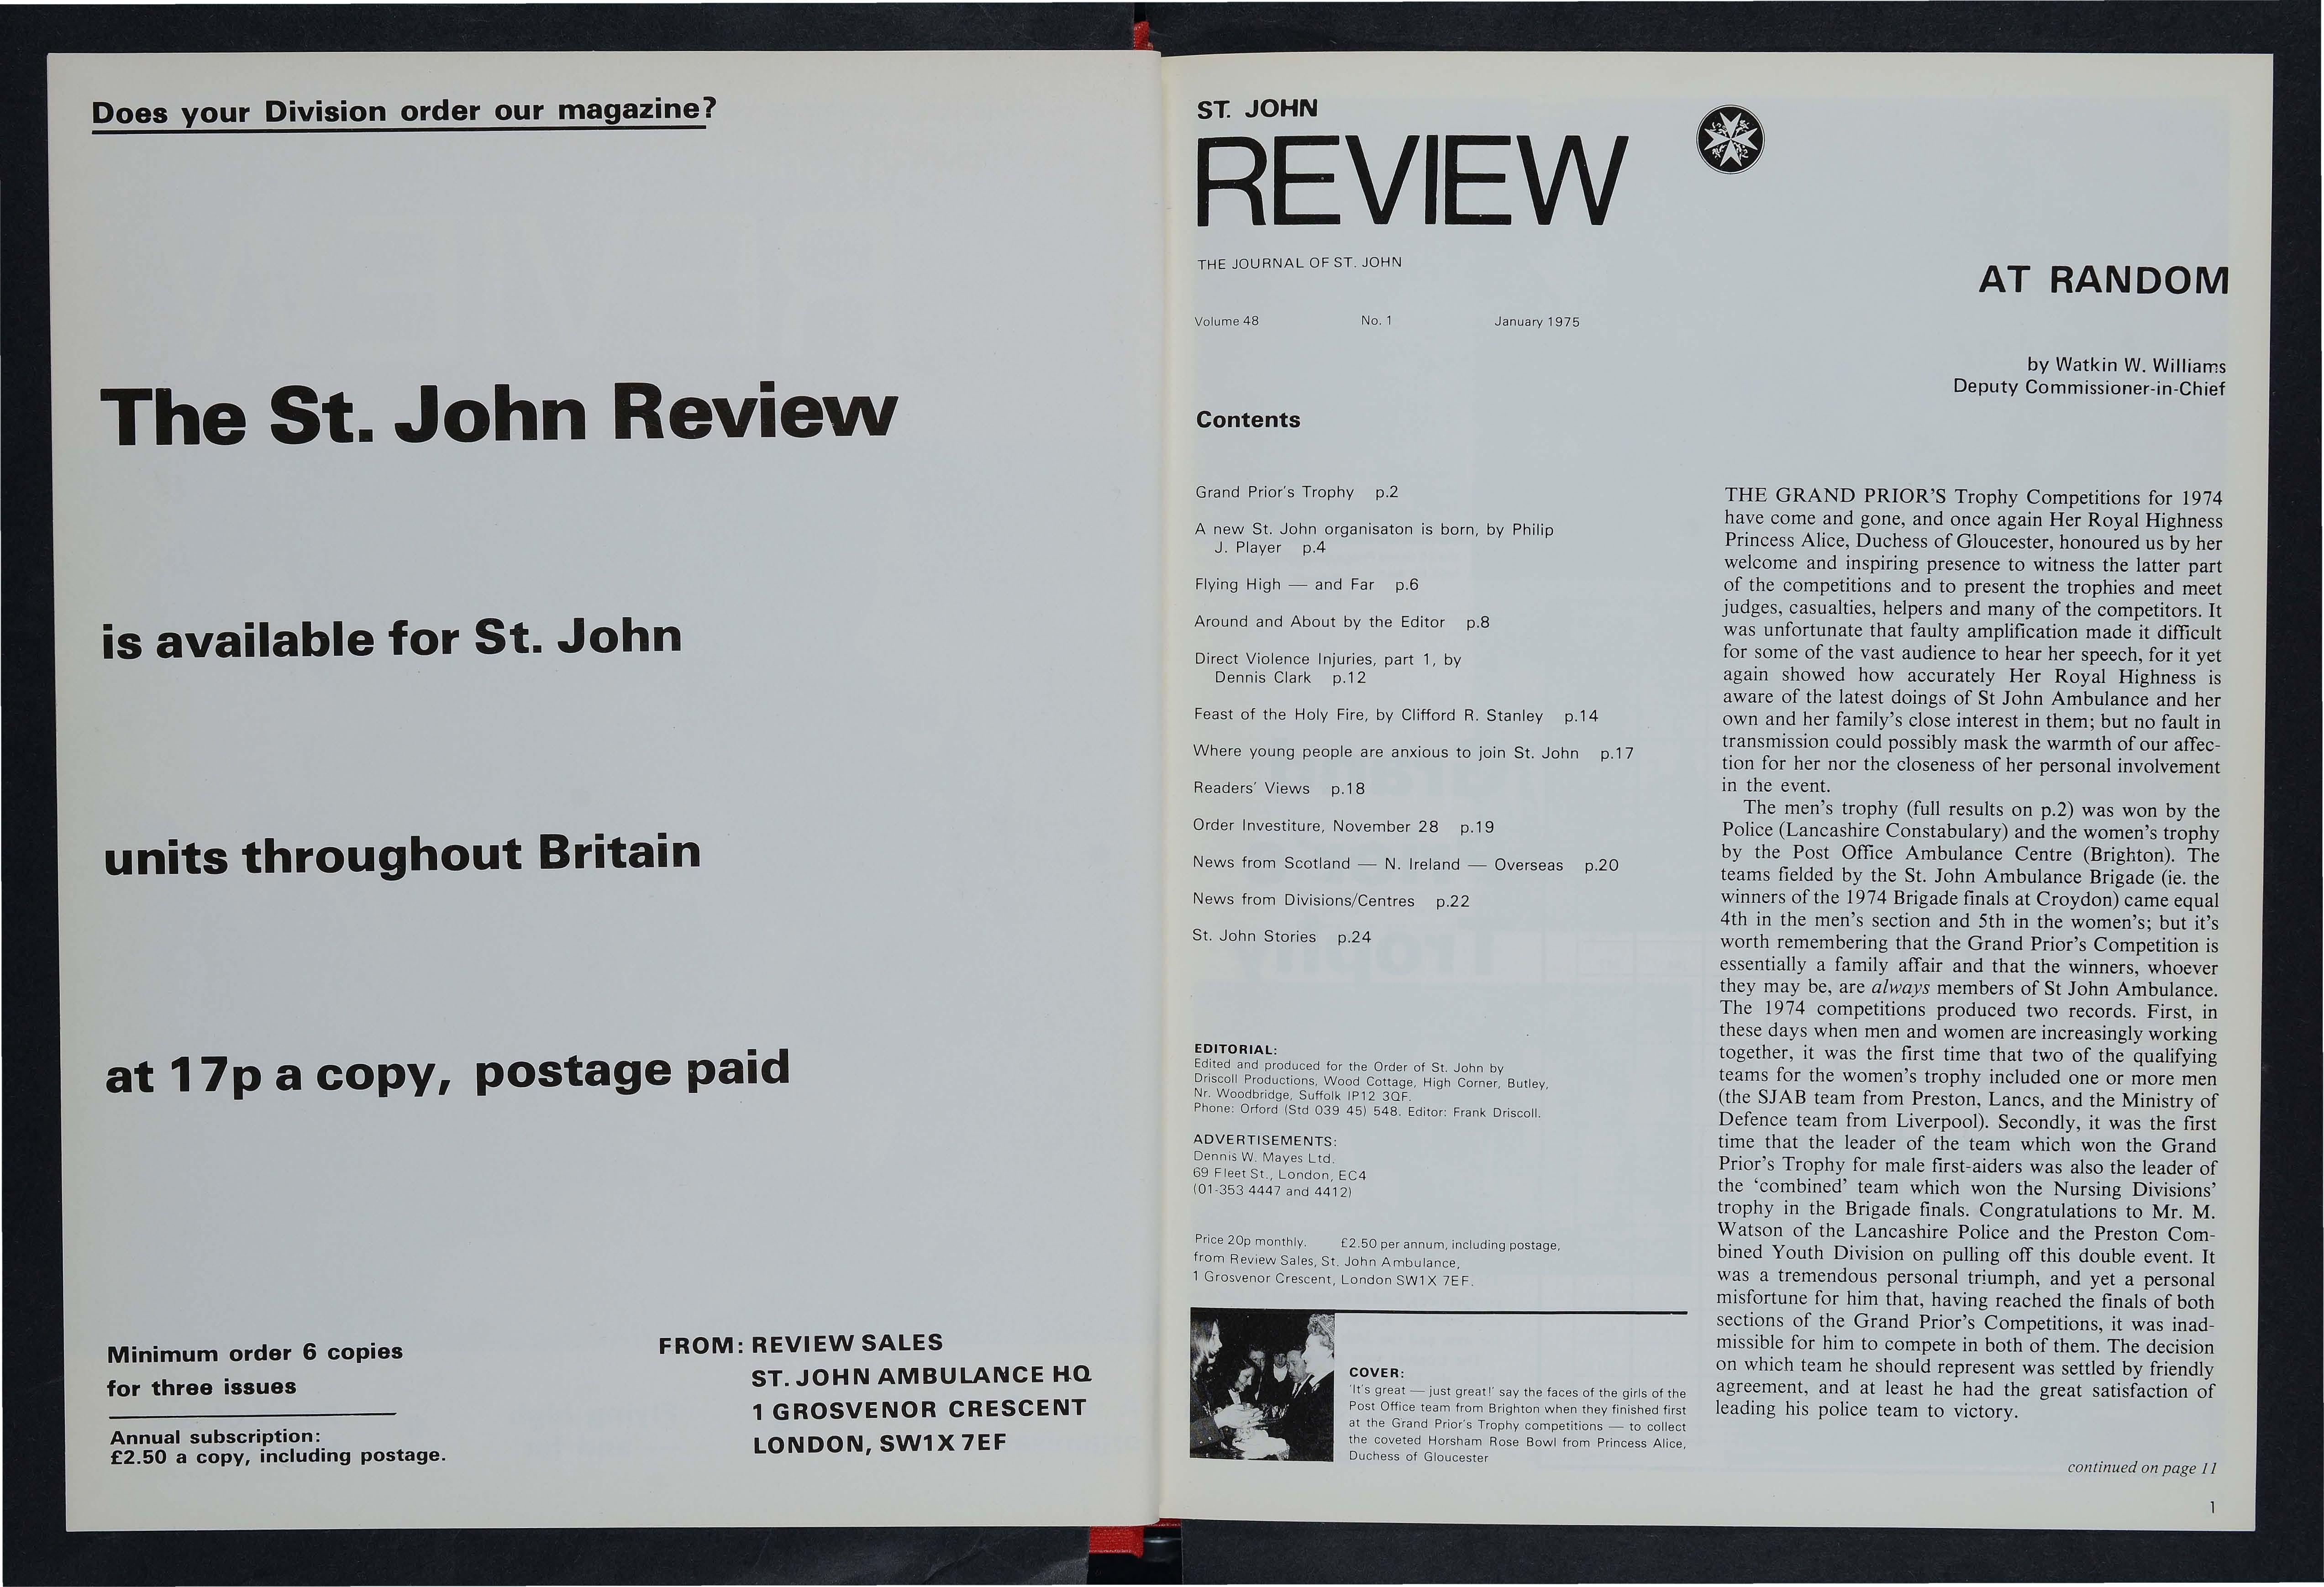 Does your Division order our magazine?
The St. John Review
is available for St. John
units throughout Britain
at 17p a copy, postage paid
Minimum order 6 copies
for three issues
Annual subscription:
£2.50 a copy, including postage.
FROM: REVIEW SALES
ST. JOHN AMBULANCE HQ
1 GROSVENOR CRESCENT
LONDON, SW1X 7EF
ST. JOHN
REVIEW
THE JOURNAL OF ST. JOHN
Volume 48 No. 1 January 1975
Contents
Grand Prior's Trophy p.2
A new St. John organisaton is born, by Philip
J. Player p.4
Flying High — and Far p.6
Around and About by the Editor p.8
Direct Violence Injuries, part 1, by
Dennis Clark p.12
Feast of the Holy Fire, by Clifford R. Stanley p.14
Where young people are anxious to join St. John p.17
Readers' Views p.18
Order Investiture, November 28 p.19
News from Scotland — N. Ireland — Overseas p.20
News from Divisions/Centres p.22
St. John Stories p.24
EDITORIAL:
Edited and produced for the Order of St. John by
Driscoll Productions, Wood Cottage, High Corner, Butley,
Nr. Woodbridge, Suffolk IP12 3QF.
Phone: Orford (Std 039 45) 548. Editor: Frank Driscoll.
ADVERTISEMENTS:
Dennis W. Mayes Ltd.
69 Fleet St., London, EC4
(01-353 4447 and 4412)
Price 20p monthly. £2.50 per annum, including postage,
from Review Sales, St. John Ambulance,
1 Grosvenor Crescent, London SW1X 7EF.
COVER:
'It's great — just great!' say the faces of the girls of the
Post Office team from Brighton when they finished first
at the Grand Prior's Trophy competitions — to collect
the coveted Horsham Rose Bowl from Princess Alice,
Duchess of Gloucester
AT RANDOM
by Watkin W. Williams
Deputy Commissioner-in-Chief
THE GRAND PRIOR'S Trophy Competitions for 1974
have come and gone, and once again Her Royal Highness
Princess Alice, Duchess of Gloucester, honoured us by her
welcome and inspiring presence to witness the latter part
of the competitions and to present the trophies and meet
judges, casualties, helpers and many of the competitors. It
was unfortunate that faulty amplification made it difficult
for some of the vast audience to hear her speech, for it yet
again showed how accurately Her Royal Highness is
aware of the latest doings of St John Ambulance and her
own and her family's close interest in them; but no fault in
transmission could possibly mask the warmth of our affec-
tion for her nor the closeness of her personal involvement
in the event.
The men's trophy (full results on p.2) was won by the
Police (Lancashire Constabulary) and the women's trophy
by the Post Office Ambulance Centre (Brighton). The
teams fielded by the St. John Ambulance Brigade (ie. the
winners of the 1974 Brigade finals at Croydon) came equal
4th in the men's section and 5th in the women's; but it's
worth remembering that the Grand Prior's Competition is
essentially a family affair and that the winners, whoever
they may be, are always members of St John Ambulance.
The 1974 competitions produced two records. First, in
these days when men and women are increasingly working
together, it was the first time that two of the qualifying
teams for the women's trophy included one or more men
(the SJAB team from Preston, Lancs, and the Ministry of
Defence team from Liverpool). Secondly, it was the first
time that the leader of the team which won the Grand
Prior's Trophy for male first-aiders was also the leader of
the 'combined' team which won the Nursing Divisions'
trophy in the Brigade finals. Congratulations to Mr. M.
Watson of the Lancashire Police and the Preston Com-
bined Youth Division on pulling off this double event. It
was a tremendous personal triumph, and yet a personal
misfortune for him that, having reached the finals of both
sections of the Grand Prior's Competitions, it was inad-
missible for him to compete in both of them. The decision
on which team he should represent was settled by friendly
agreement, and at least he had the great satisfaction of
leading his police team to victory.
continued on page 11
1